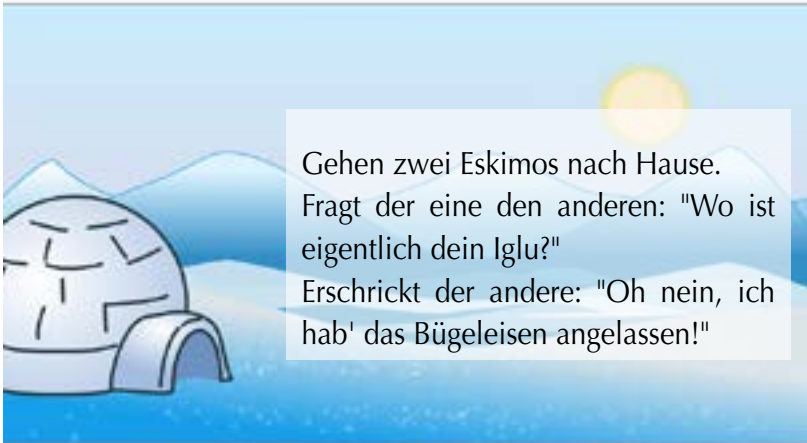 Gehen zwei Eskimos nach Hause.
Fragt der eine den anderen: "Wo ist
eigentlich dein Iglu?"
Erschrickt der andere: "Oh nein, ich
hab' das Bügeleisen angelassen!"